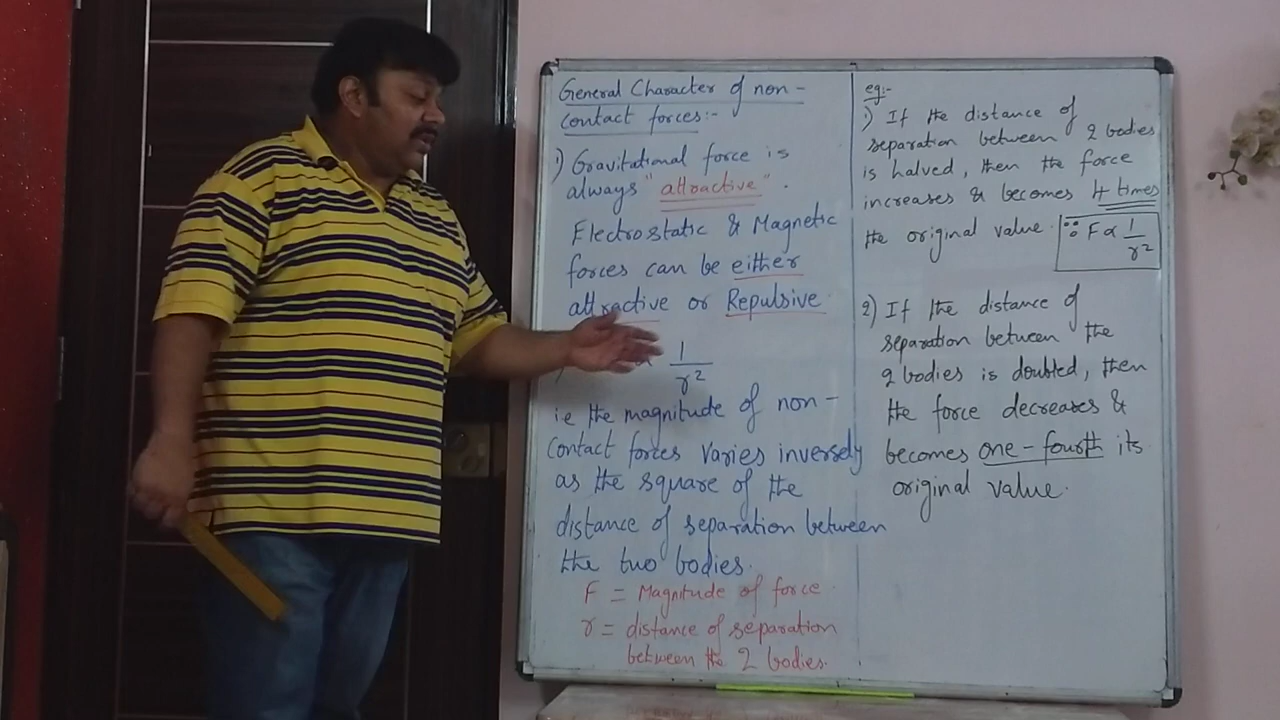 General Character of non-
contact forces:-
1) Gravitational force is
always "attractive".
Electrostatic & Magnetic
forces can be either
attractive or Repulsive.
) ∝ 1/r²
i.e the magnitude of non-
contact forces varies inversely
as the square of the
distance of separation between
the two bodies.
F = Magnitude of force
r = distance of separation
between the 2 bodies.
eg:-
1) If the distance of
separation between 2 bodies
is halved, then the force
increases & becomes 4 times
the original value. ∵ F ∝ 1/r²
2) If the distance of
separation between the
2 bodies is doubled, then
the force decreases &
becomes one-fourth its
original value.